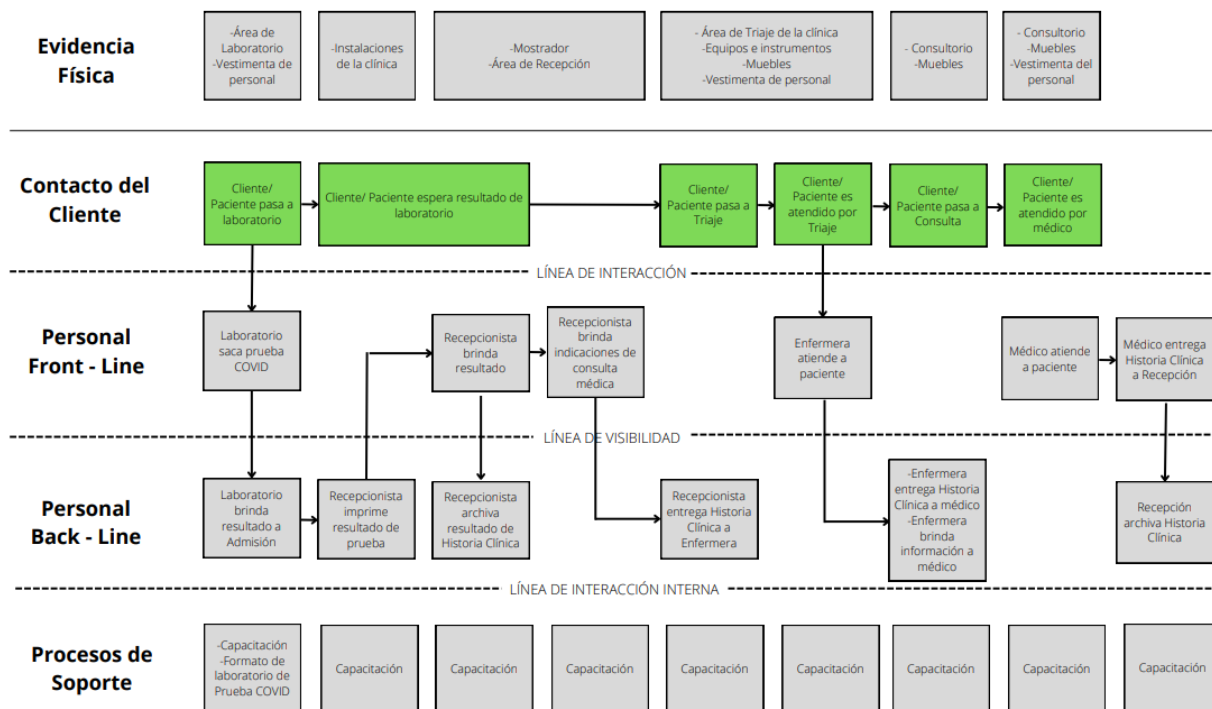 Evidencia
Física
-Área de
Laboratorio
-Vestimenta de
personal
-Instalaciones
de la clínica
-Mostrador
-Área de Recepción
- Área de Triaje de la clínica
-Equipos e instrumentos
-Muebles
-Vestimenta de personal
- Consultorio
-Muebles
- Consultorio
-Muebles
-Vestimenta del
personal
Contacto del
Cliente
Cliente/
Paciente pasa a
laboratorio
Cliente/ Paciente espera resultado de
laboratorio
Cliente/
Paciente pasa a
Triaje
Cliente/
Paciente es
atendido por
Triaje
Cliente/
Paciente pasa a
Consulta
Cliente/
Paciente es
atendido por
médico
LÍNEA DE INTERACCIÓN
Personal
Front - Line
Laboratorio
saca prueba
COVID
Recepcionista
brinda
resultado
Recepcionista
brinda
indicaciones de
consulta
médica
Enfermera
atiende a
paciente
Médico atiende
a paciente
Médico entrega
Historia Clínica
a Recepción
LÍNEA DE VISIBILIDAD
Personal
Back - Line
Laboratorio
brinda
resultado a
Admisión
Recepcionista
imprime
resultado de
prueba
Recepcionista
archiva
resultado de
Historia Clínica
Recepcionista
entrega Historia
Clínica a
Enfermera
-Enfermera
entrega Historia
Clínica a médico
-Enfermera
brinda
información a
médico
Recepción
archiva Historia
Clínica
LÍNEA DE INTERACCIÓN INTERNA
Procesos de
Soporte
-Capacitación
-Formato de
laboratorio de
Prueba COVID
Capacitación
Capacitación
Capacitación
Capacitación
Capacitación
Capacitación
Capacitación
Capacitación